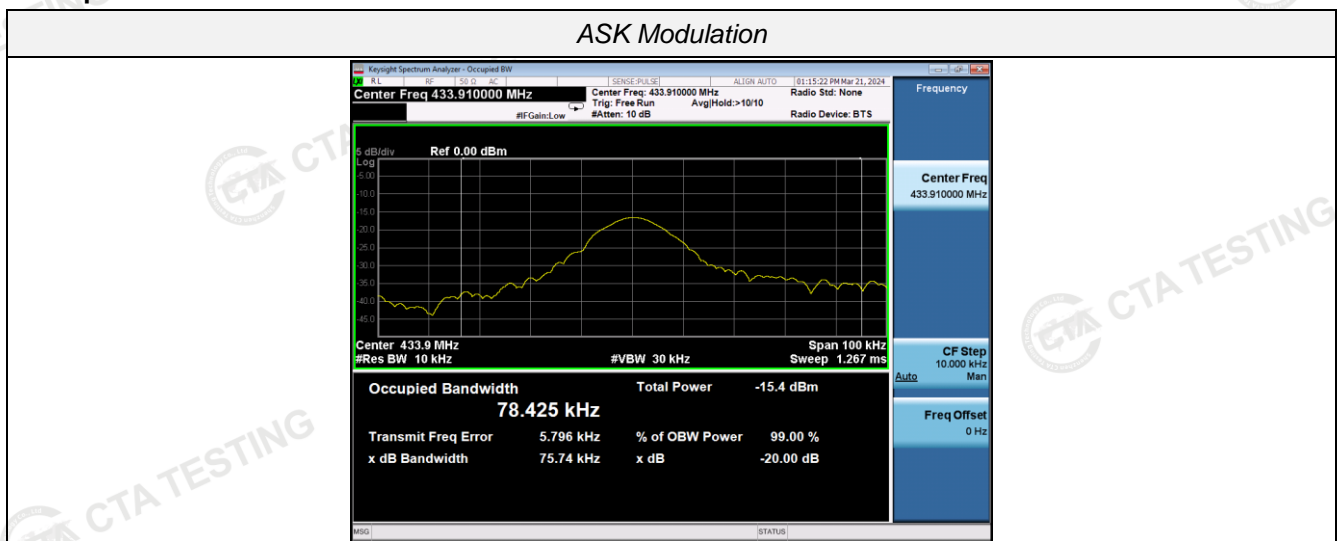 TESTING
ASK Modulation
Keysight Spectrum Analyzer - Occupied BW
RL RF 50 Ω AC SENSE:PULSE ALIGN AUTO 01:15:22 PM Mar 21, 2024
Center Freq 433.910000 MHz
Center Freq: 433.910000 MHz Radio Std: None
Trig: Free Run Avg|Hold:>10/10
#IFGain:Low #Atten: 10 dB Radio Device: BTS
Frequency
5 dB/div Ref 0.00 dBm
Log
-5.00
-10.0
-15.0
-20.0
-25.0
-30.0
-35.0
-40.0
-45.0
Center 433.9 MHz Span 100 kHz
#Res BW 10 kHz #VBW 30 kHz Sweep 1.267 ms
Center Freq
433.910000 MHz
CF Step
10.000 kHz
Auto Man
Freq Offset
0 Hz
Occupied Bandwidth Total Power -15.4 dBm
78.425 kHz
Transmit Freq Error 5.796 kHz % of OBW Power 99.00 %
x dB Bandwidth 75.74 kHz x dB -20.00 dB
MSG STATUS
CTA
CTA TESTING
CTA TESTING